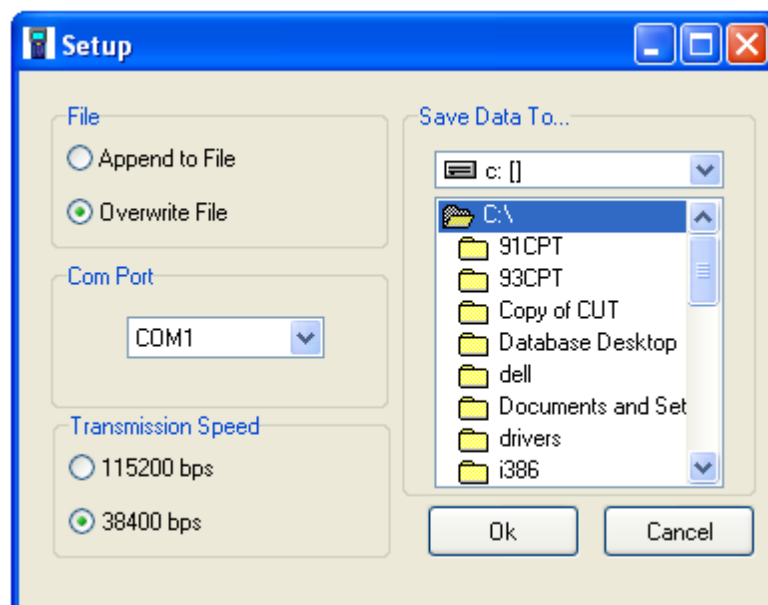 Setup
File
Append to File
Overwrite File
Com Port
COM1
Transmission Speed
115200 bps
38400 bps
Save Data To...
c: []
C:\
91CPT
93CPT
Copy of CUT
Database Desktop
dell
Documents and Set
drivers
i386
Ok
Cancel